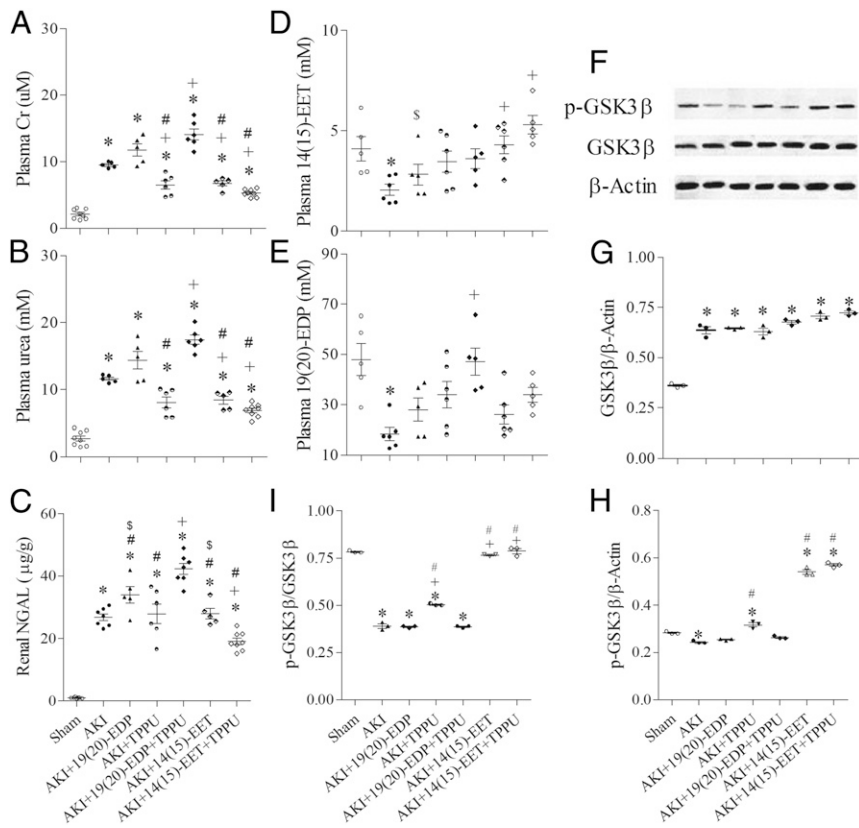 A
30
20
10
0
Plasma Cr (uM)
* * # + * + * # + * # + *
B
30
20
10
0
Plasma urea (mM)
* * # * + * # + * # + *
C
60
40
20
0
Renal NGAL (µg/g)
* $ # * # * + * $ # * # + *
Sham
AKI
AKI+19(20)-EDP
AKI+TPPU
AKI+19(20)-EDP+TPPU
AKI+14(15)-EET
AKI+14(15)-EET+TPPU
D
10
5
0
Plasma 14(15)-EET (mM)
* $ + +
E
90
70
50
30
10
Plasma 19(20)-EDP (mM)
* +
I
1.00
0.75
0.50
0.25
0.00
p-GSK3β/GSK3β
* * # + * * # + # +
Sham
AKI
AKI+19(20)-EDP
AKI+TPPU
AKI+19(20)-EDP+TPPU
AKI+14(15)-EET
AKI+14(15)-EET+TPPU
F
p-GSK3β
GSK3β
β-Actin
G
1.00
0.75
0.50
0.25
0.00
GSK3β/β-Actin
* * * * * *
H
0.8
0.6
0.4
0.2
0.0
p-GSK3β/β-Actin
* # * # * # *
Sham
AKI
AKI+19(20)-EDP
AKI+TPPU
AKI+19(20)-EDP+TPPU
AKI+14(15)-EET
AKI+14(15)-EET+TPPU